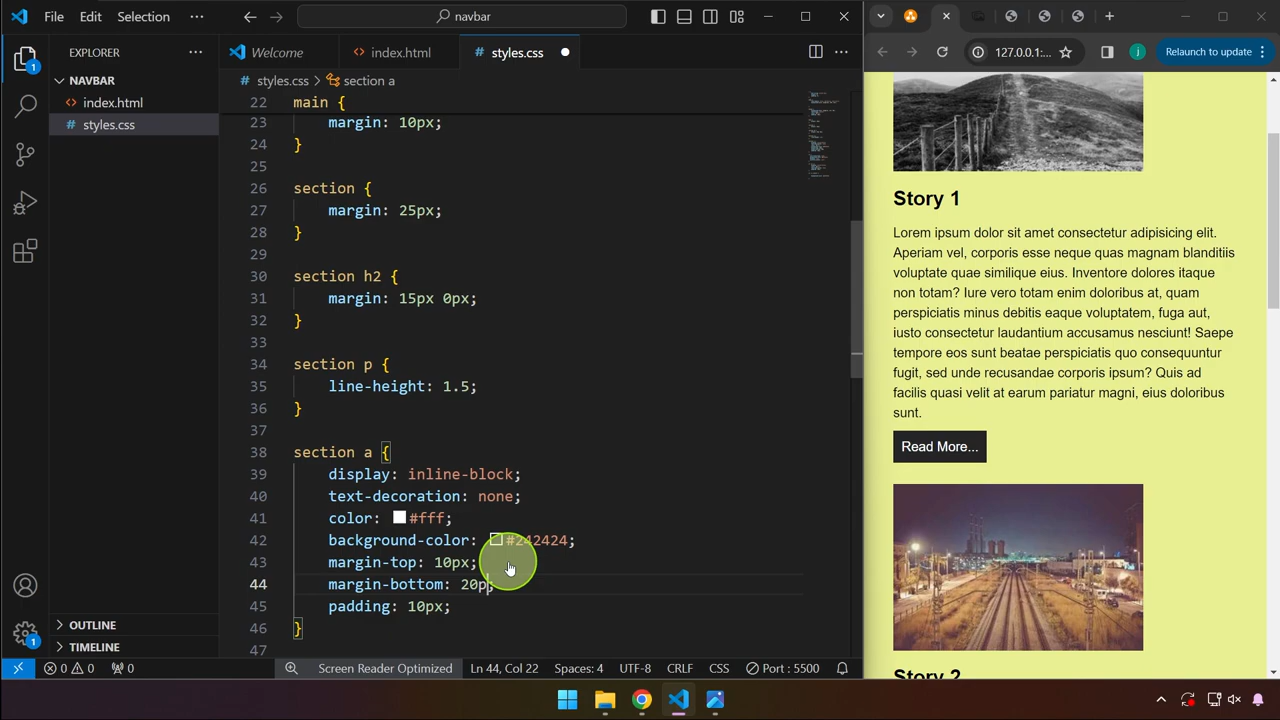 File Edit Selection ··· navbar
EXPLORER ··· Welcome index.html styles.css
NAVBAR styles.css > section a
index.html
styles.css
22 main {
23 margin: 10px;
24 }
25
26 section {
27 margin: 25px;
28 }
29
30 section h2 {
31 margin: 15px 0px;
32 }
33
34 section p {
35 line-height: 1.5;
36 }
37
38 section a {
39 display: inline-block;
40 text-decoration: none;
41 color: #fff;
42 background-color: #242424;
43 margin-top: 10px;
44 margin-bottom: 20p;
45 padding: 10px;
46 }
47
OUTLINE
TIMELINE
1
1
0 0 0 Screen Reader Optimized Ln 44, Col 22 Spaces: 4 UTF-8 CRLF CSS Port : 5500
127.0.0.1:... j Relaunch to update
Story 1
Lorem ipsum dolor sit amet consectetur adipisicing elit.
Aperiam vel, corporis esse neque quas magnam blanditiis
voluptate quae similique eius. Inventore dolores itaque
non totam? Iure vero totam enim doloribus at, quam
perspiciatis minus debitis eaque voluptatem, fuga aut,
iusto consectetur laudantium accusamus nesciunt! Saepe
tempore eos sunt beatae perspiciatis quo consequuntur
fugit, sed unde recusandae corporis ipsum? Quis ad
facilis quasi velit at earum pariatur magni, eius doloribus
sunt.
Read More...
Story 2